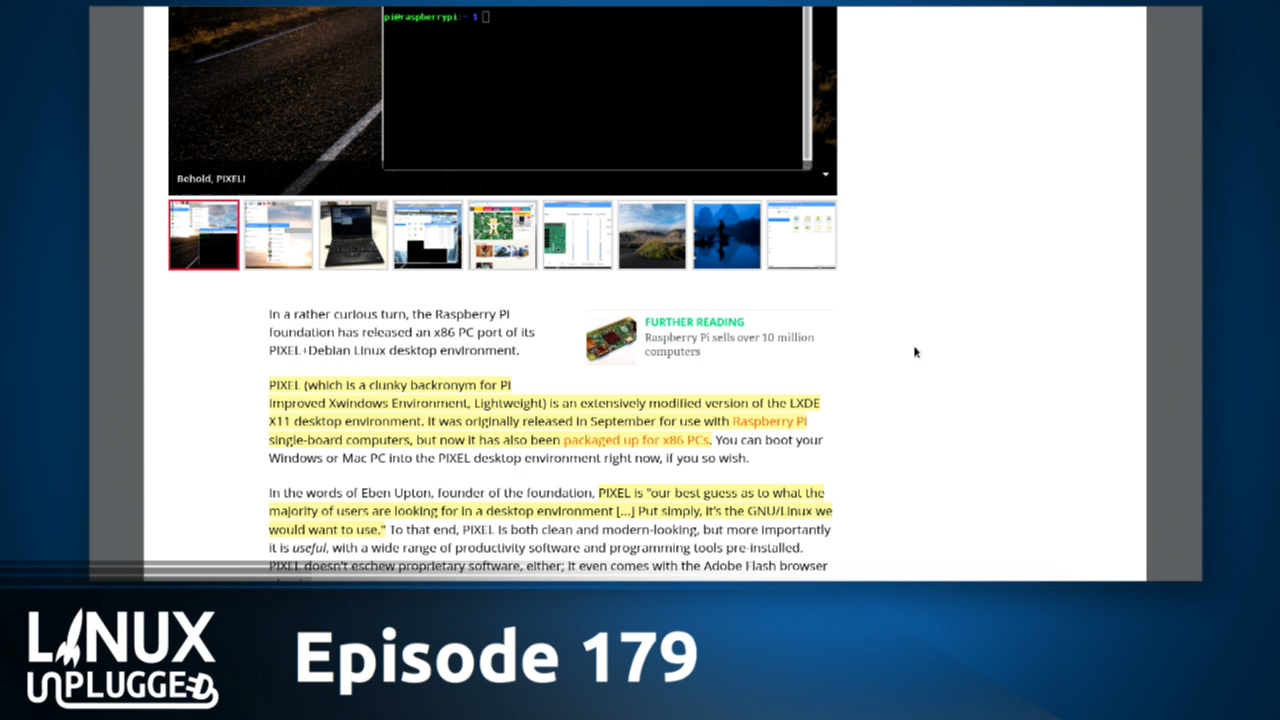 pi@raspberrypi:~ $
Behold, PIXEL!
In a rather curious turn, the Raspberry Pi
foundation has released an x86 PC port of its
PIXEL+Debian Linux desktop environment.
FURTHER READING
Raspberry Pi sells over 10 million
computers
PIXEL (which is a clunky backronym for Pi
Improved Xwindows Environment, Lightweight) is an extensively modified version of the LXDE
X11 desktop environment. It was originally released in September for use with Raspberry Pi
single-board computers, but now it has also been packaged up for x86 PCs. You can boot your
Windows or Mac PC into the PIXEL desktop environment right now, if you so wish.
In the words of Eben Upton, founder of the foundation, PIXEL is "our best guess as to what the
majority of users are looking for in a desktop environment [...] Put simply, it's the GNU/Linux we
would want to use." To that end, PIXEL is both clean and modern-looking, but more importantly
it is useful, with a wide range of productivity software and programming tools pre-installed.
PIXEL doesn't eschew proprietary software, either; it even comes with the Adobe Flash browser
LINUX
UNPLUGGED
Episode 179